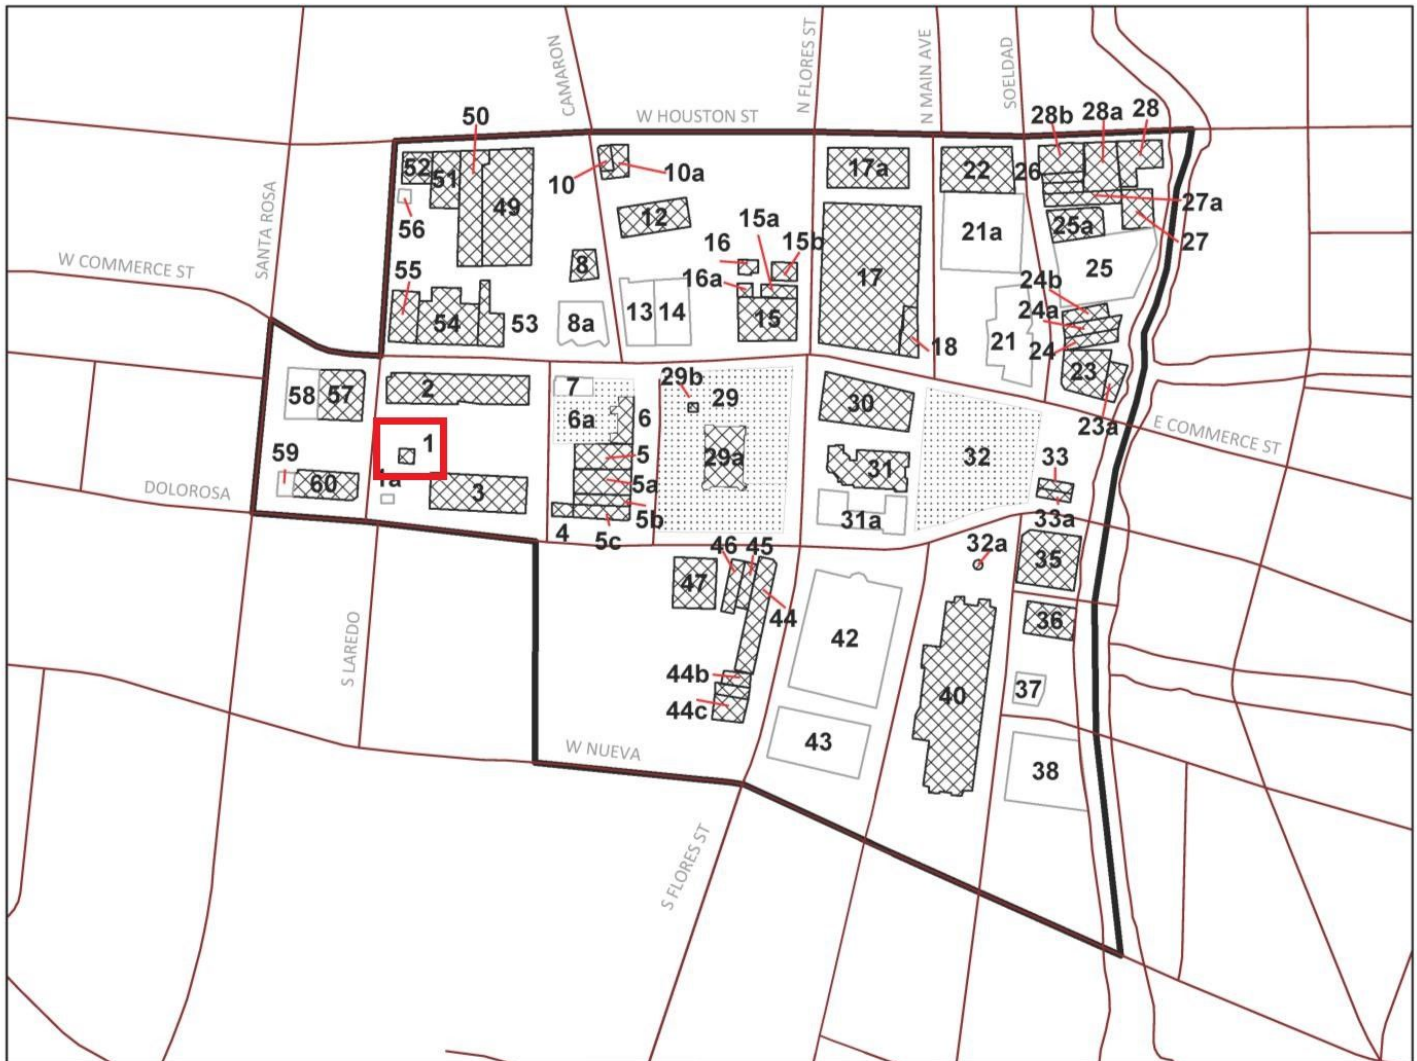 CAMARON
N FLORES ST
N MAIN AVE
SOELDAD
W HOUSTON ST
50
28b
28a
28
52
51
49
10
10a
17a
22
26
56
12
15a
15b
16
16a
15
17
21a
25a
27a
27
25
24b
24a
24
SANTA ROSA
W COMMERCE ST
55
54
53
8
8a
13
14
18
21
23
23a
58
57
2
7
6a
6
29b
29
30
32
E COMMERCE ST
1
59
60
1a
3
5
5a
5b
5c
4
29a
31
31a
33
33a
DOLOROSA
46
45
47
44
32a
35
36
42
S LAREDO
44b
44c
40
37
43
38
W NUEVA
S FLORES ST